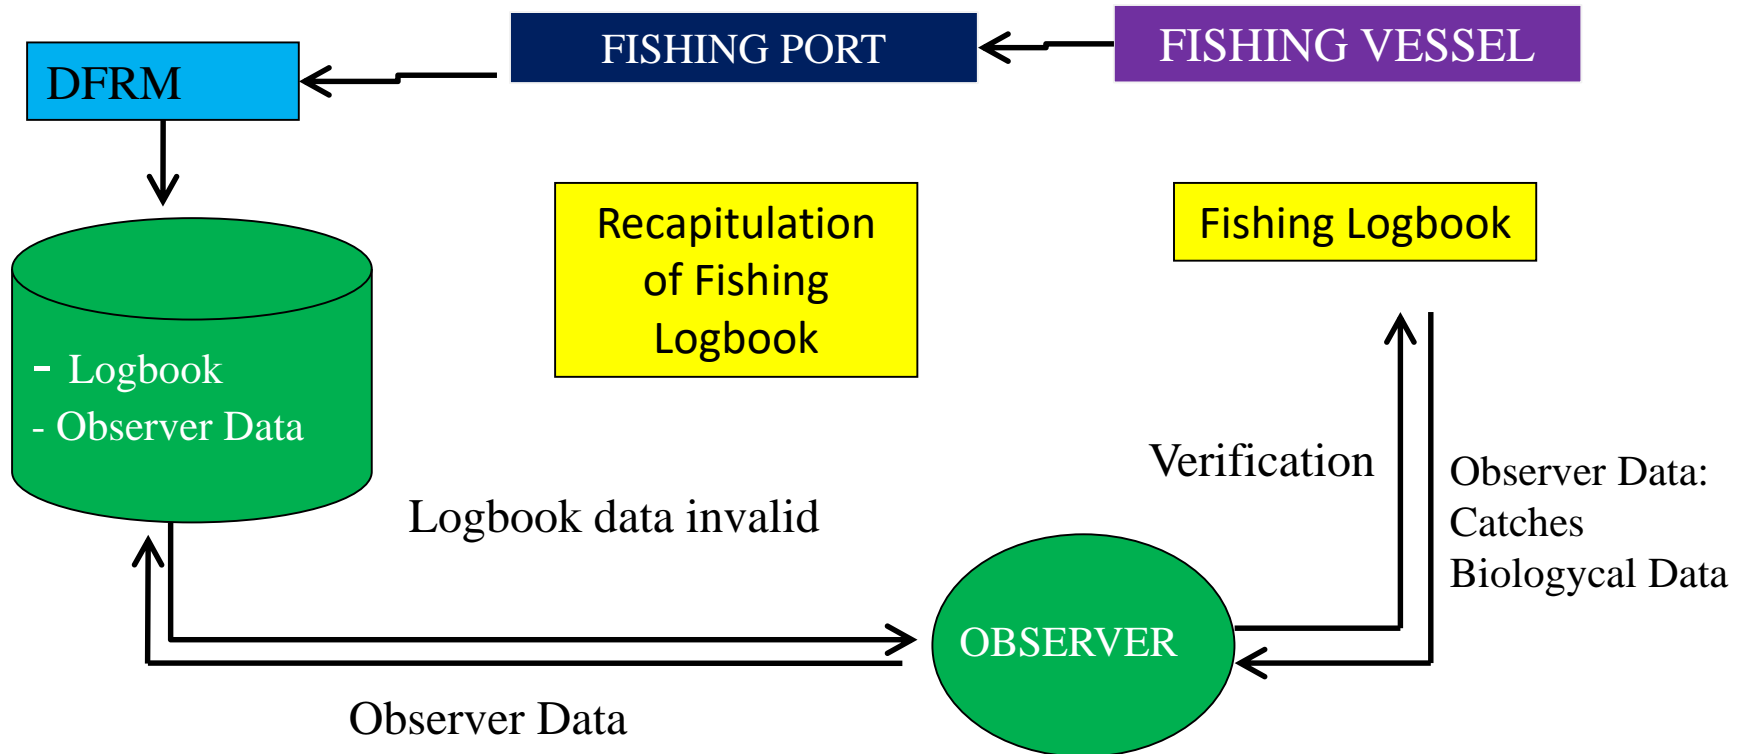 DFRM
FISHING PORT
FISHING VESSEL
Recapitulation
of Fishing
Logbook
Fishing Logbook
- Logbook
- Observer Data
Logbook data invalid
Verification
Observer Data:
Catches
Biologycal Data
OBSERVER
Observer Data